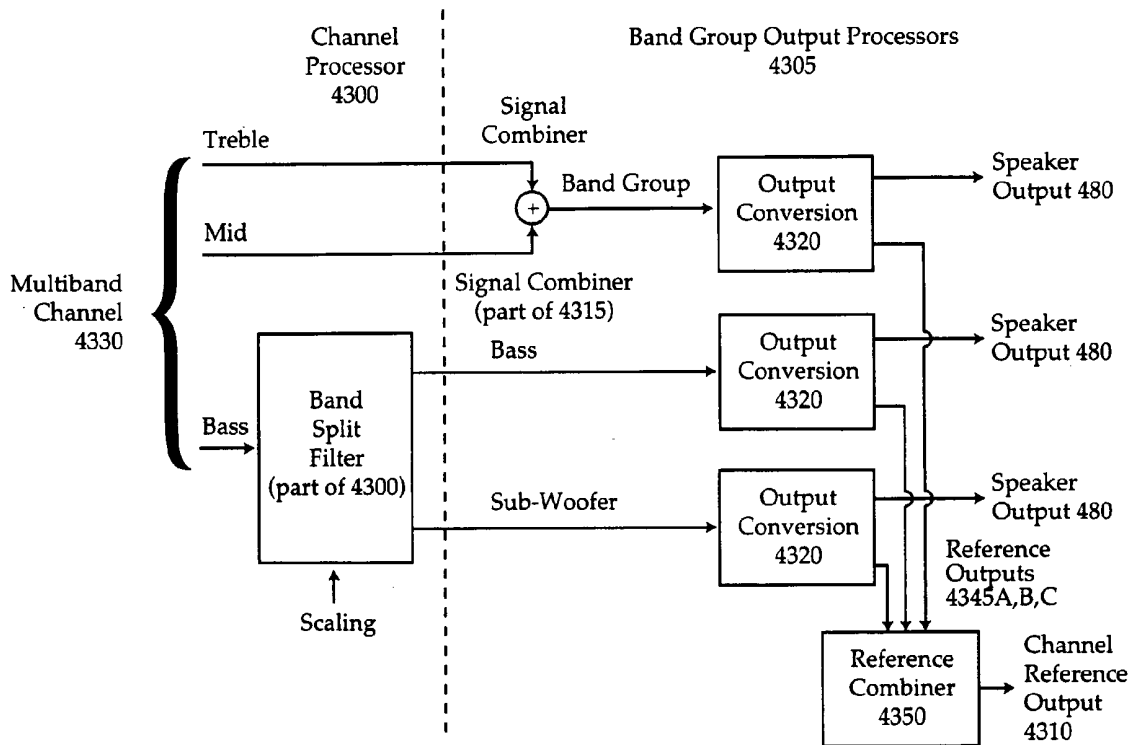 Channel
Processor
4300
Band Group Output Processors
4305
Signal
Combiner
Treble
Band Group
Output
Conversion
4320
Speaker
Output 480
Mid
+
Multiband
Channel
4330
Signal Combiner
(part of 4315)
Bass
Output
Conversion
4320
Speaker
Output 480
Bass
Band
Split
Filter
(part of 4300)
Sub-Woofer
Output
Conversion
4320
Speaker
Output 480
Scaling
Reference
Outputs
4345A,B,C
Reference
Combiner
4350
Channel
Reference
Output
4310